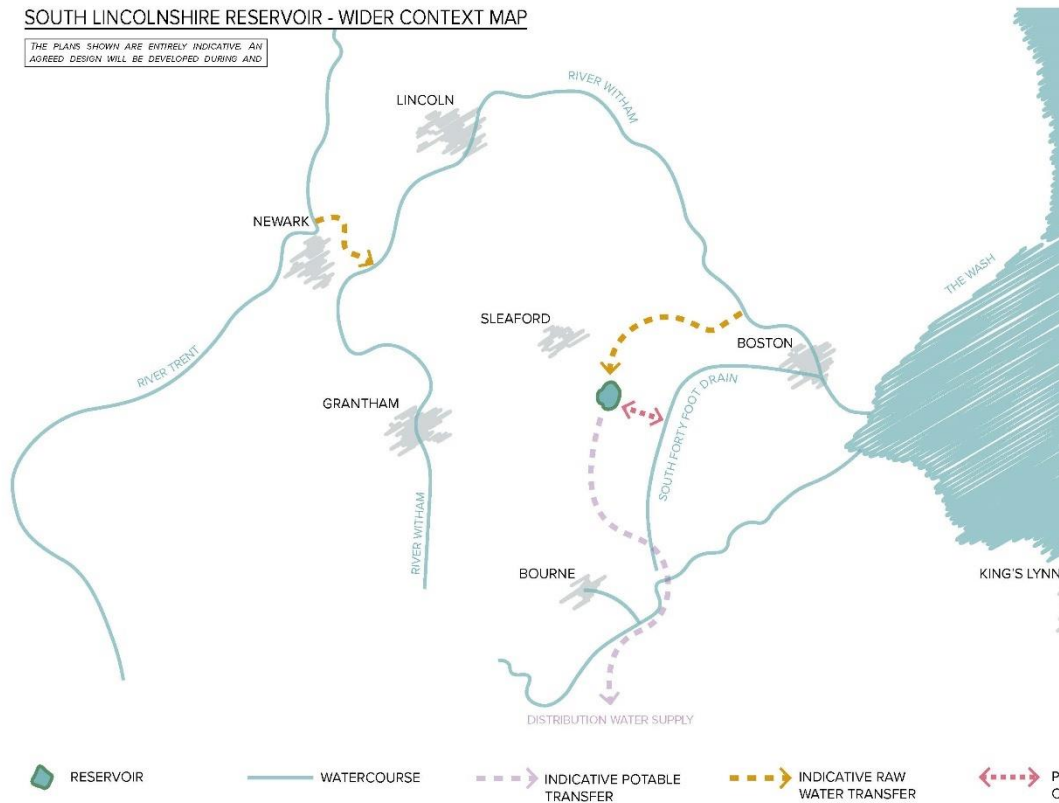 SOUTH LINCOLNSHIRE RESERVOIR - WIDER CONTEXT MAP
THE PLANS SHOWN ARE ENTIRELY INDICATIVE. AN
AGREED DESIGN WILL BE DEVELOPED DURING AND
RIVER WITHAM
LINCOLN
NEWARK
THE WASH
SLEAFORD
BOSTON
RIVER TRENT
SOUTH FORTY FOOT DRAIN
GRANTHAM
RIVER WITHAM
BOURNE
KING'S LYNN
DISTRIBUTION WATER SUPPLY
RESERVOIR
WATERCOURSE
INDICATIVE POTABLE
TRANSFER
INDICATIVE RAW
WATER TRANSFER